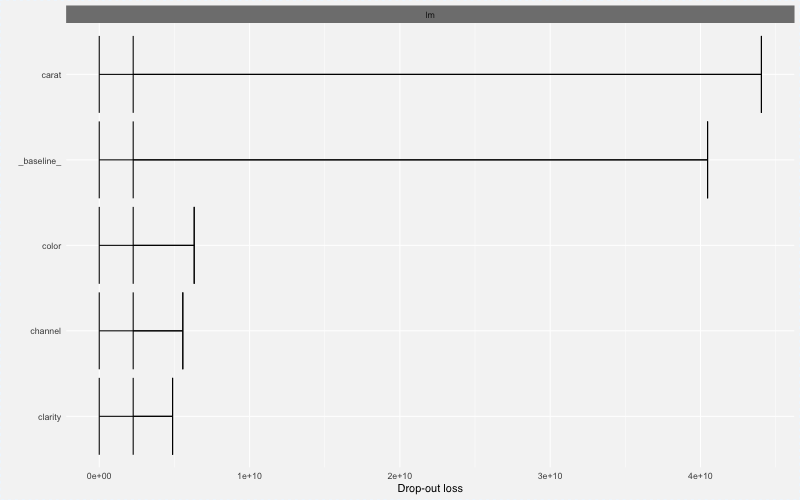 lm
carat
_baseline_
color
channel
clarity
0e+00 1e+10 2e+10 3e+10 4e+10
Drop-out loss